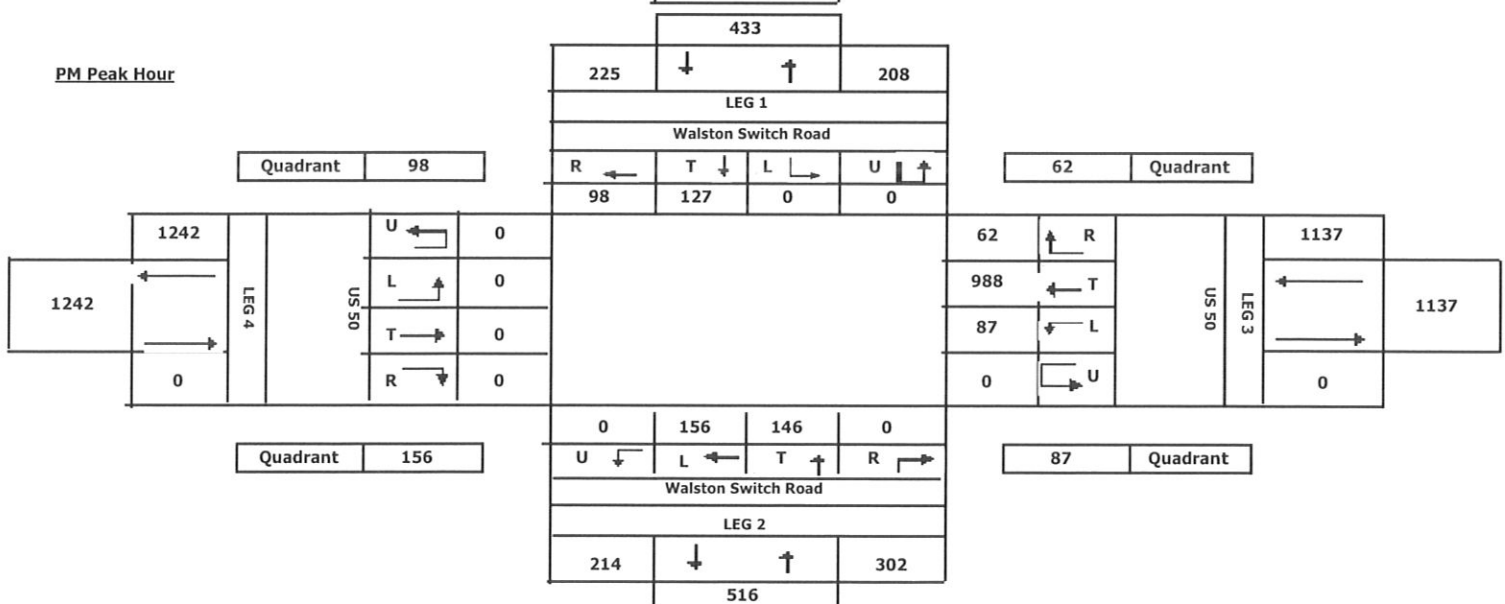 433
PM Peak Hour
225 208
LEG 1
Walston Switch Road
Quadrant 98
R T L U
62 Quadrant
98 127 0 0
1242
1242
0
LEG 4
US 50
U 0
L 0
T 0
R 0
62 R
988 T
87 L
0 U
US 50
LEG 3
1137
1137
0
0 156 146 0
U L T R
Quadrant 156
87 Quadrant
Walston Switch Road
LEG 2
214 302
516